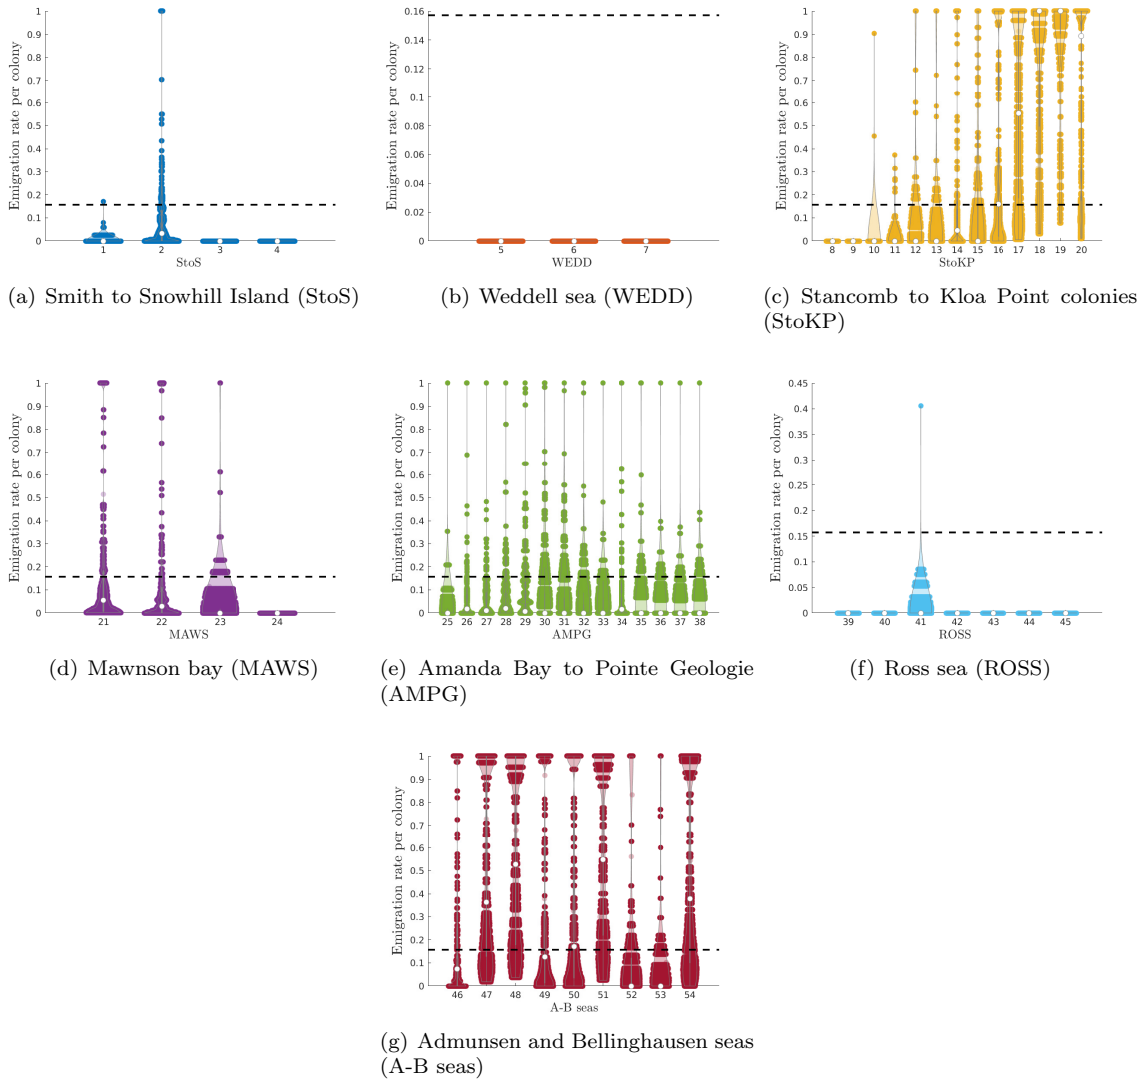 Emigration rate per colony
1
0.9
0.8
0.7
0.6
0.5
0.4
0.3
0.2
0.1
0
1 2 3 4
StoS
(a) Smith to Snowhill Island (StoS)
Emigration rate per colony
0.16
0.14
0.12
0.1
0.08
0.06
0.04
0.02
0
5 6 7
WEDD
(b) Weddell sea (WEDD)
Emigration rate per colony
1
0.9
0.8
0.7
0.6
0.5
0.4
0.3
0.2
0.1
0
8 9 10 11 12 13 14 15 16 17 18 19 20
StoKP
(c) Stancomb to Kloa Point colonies
(StoKP)
Emigration rate per colony
1
0.9
0.8
0.7
0.6
0.5
0.4
0.3
0.2
0.1
0
21 22 23 24
MAWS
(d) Mawnson bay (MAWS)
Emigration rate per colony
1
0.9
0.8
0.7
0.6
0.5
0.4
0.3
0.2
0.1
0
25 26 27 28 29 30 31 32 33 34 35 36 37 38
AMPG
(e) Amanda Bay to Pointe Geologie
(AMPG)
Emigration rate per colony
0.45
0.4
0.35
0.3
0.25
0.2
0.15
0.1
0.05
0
39 40 41 42 43 44 45
ROSS
(f) Ross sea (ROSS)
Emigration rate per colony
1
0.9
0.8
0.7
0.6
0.5
0.4
0.3
0.2
0.1
0
46 47 48 49 50 51 52 53 54
A-B seas
(g) Admunsen and Bellinghausen seas
(A-B seas)